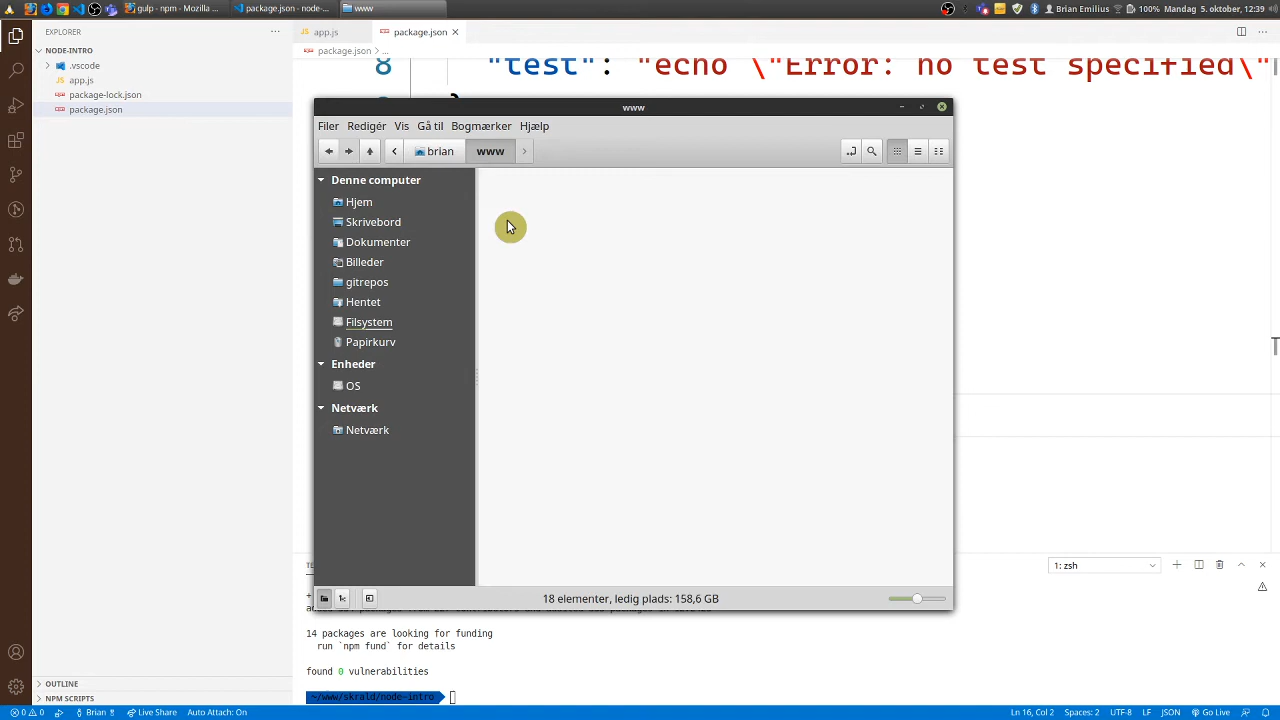 gulp - npm - Mozilla ...
package.json - node-...
www
Brian Emilius
100%
Mandag 5. oktober, 12:39
EXPLORER
app.js
package.json
NODE-INTRO
package.json > ...
.vscode
app.js
package-lock.json
package.json
8 "test": "echo \"Error: no test specified\"
www
Filer Redigér Vis Gå til Bogmærker Hjælp
brian
www
Denne computer
Hjem
Skrivebord
Dokumenter
Billeder
gitrepos
Hentet
Filsystem
Papirkurv
Enheder
OS
Netværk
Netværk
18 elementer, ledig plads: 158,6 GB
1: zsh
14 packages are looking for funding
run `npm fund` for details
found 0 vulnerabilities
~/www/skrald/node-intro
OUTLINE
NPM SCRIPTS
0 0 Brian 8 Live Share Auto Attach: On
Ln 16, Col 2 Spaces: 2 UTF-8 LF JSON Go Live